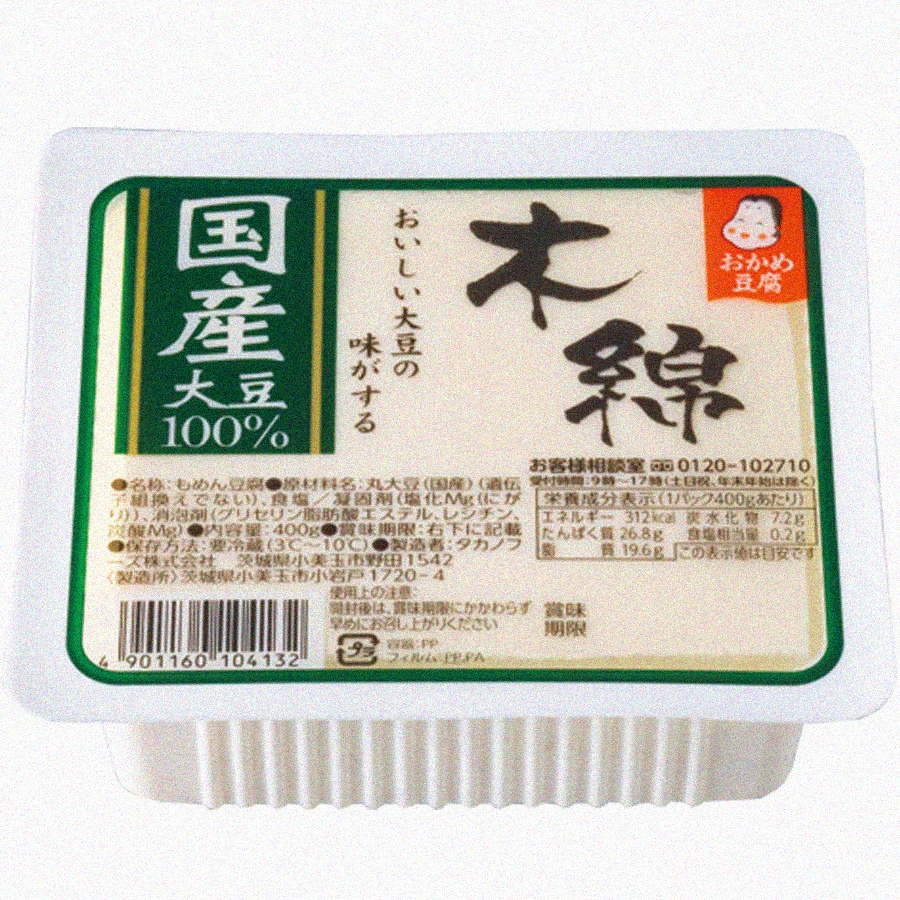 国産
大豆
100%
おいしい大豆の
味がする
木綿
おかめ
豆腐
お客様相談室 0120-102710
受付時間:9時〜17時(土日祝、年末年始は除く)
栄養成分表示(1パック400gあたり)
エネルギー 312kcal 炭水化物 7.2g
たんぱく質 26.8g 食塩相当量 0.2g
脂質 19.6g この表示値は目安です
●名称:もめん豆腐●原材料名:丸大豆(国産)(遺伝
子組換えでない)、食塩/凝固剤(塩化Mg(にが
り))、消泡剤(グリセリン脂肪酸エステル、レシチン、
炭酸Mg)●内容量:400g●賞味期限:右下に記載
●保存方法:要冷蔵(3℃〜10℃)●製造者:タカノフ
ーズ株式会社 茨城県小美玉市野田1542
(製造所)茨城県小美玉市小岩戸1720-4
使用上の注意:
開封後は、賞味期限にかかわらず
早めにお召し上がりください
賞味
期限
プラ
容器:PP
フィルム:PP,PA
4 901160 104132